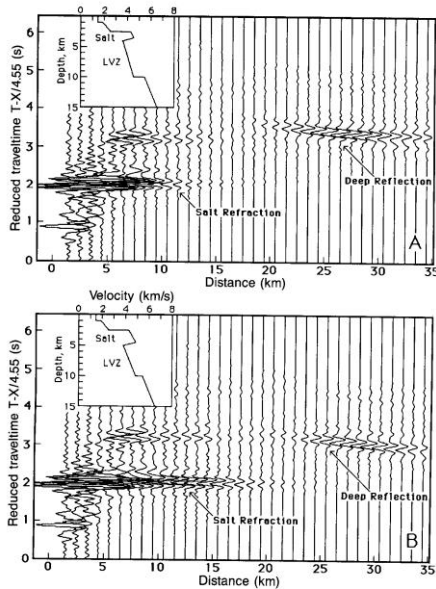 0 2 4 6 8
Salt
LVZ
Depth, km
5
10
15
Reduced traveltime T-X/4.55 (s)
6
5
4
3
2
1
0
Deep Reflection
Salt Refraction
A
0 5 10 15 20 25 30 35
Distance (km)
Velocity (km/s)
0 2 4 6 8
Salt
LVZ
Depth, km
5
10
15
Reduced traveltime T-X/4.55 (s)
6
5
4
3
2
1
0
Deep Reflection
Salt Refraction
B
0 5 10 15 20 25 30 35
Distance (km)